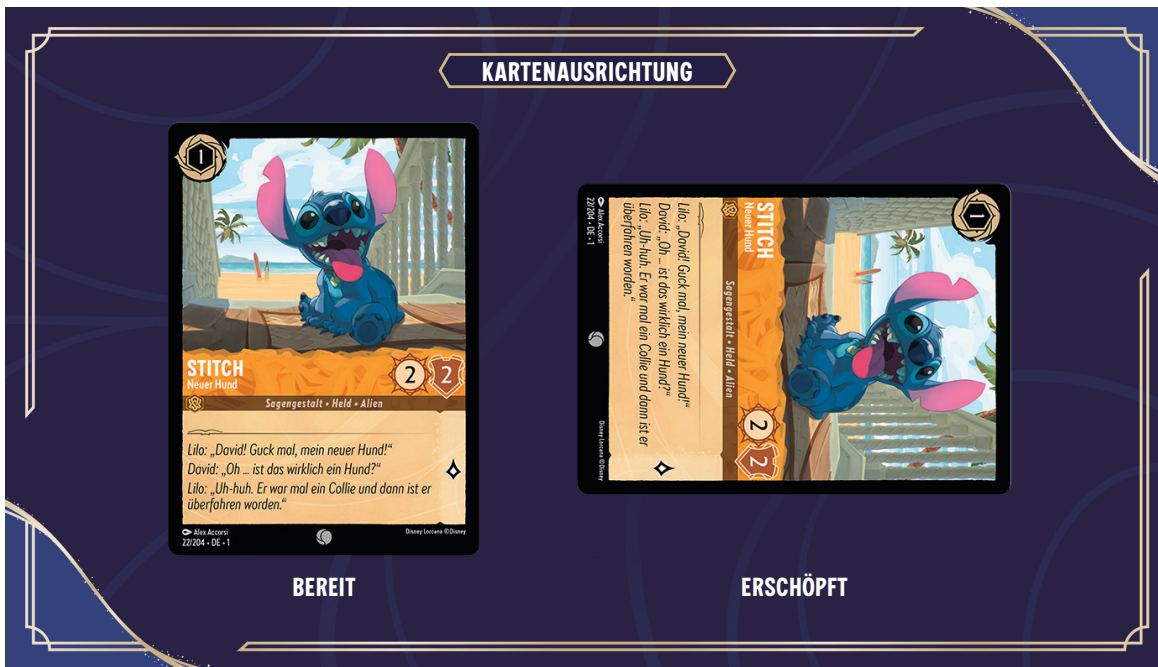 KARTENAUSRICHTUNG
1
STITCH
Neuer Hund
2 2
Sagengestalt • Held • Alien
Lilo: „David! Guck mal, mein neuer Hund!“
David: „Oh ... ist das wirklich ein Hund?“
Lilo: „Uh-huh. Er war mal ein Collie und dann ist er
überfahren worden.“
Alex Accorsi
22/204 • DE • 1
Disney Lorcana ©Disney
BEREIT
1
STITCH
Neuer Hund
2 2
Sagengestalt • Held • Alien
Lilo: „David! Guck mal, mein neuer Hund!“
David: „Oh ... ist das wirklich ein Hund?“
Lilo: „Uh-huh. Er war mal ein Collie und dann ist er
überfahren worden.“
Alex Accorsi
22/204 • DE • 1
Disney Lorcana ©Disney
ERSCHÖPFT